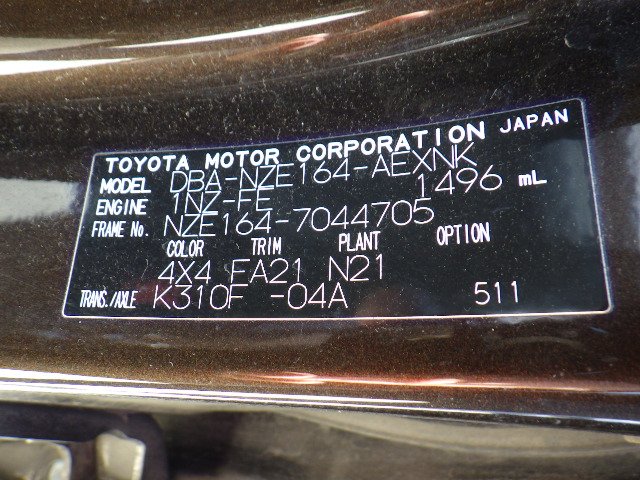 TOYOTA MOTOR CORPORATION JAPAN
MODEL DBA-NZE164-AEXNK
ENGINE 1NZ-FE 1496 mL
FRAME No. NZE164-7044705
COLOR TRIM PLANT OPTION
4X4 FA21 N21
TRANS./AXLE K310F -04A 511